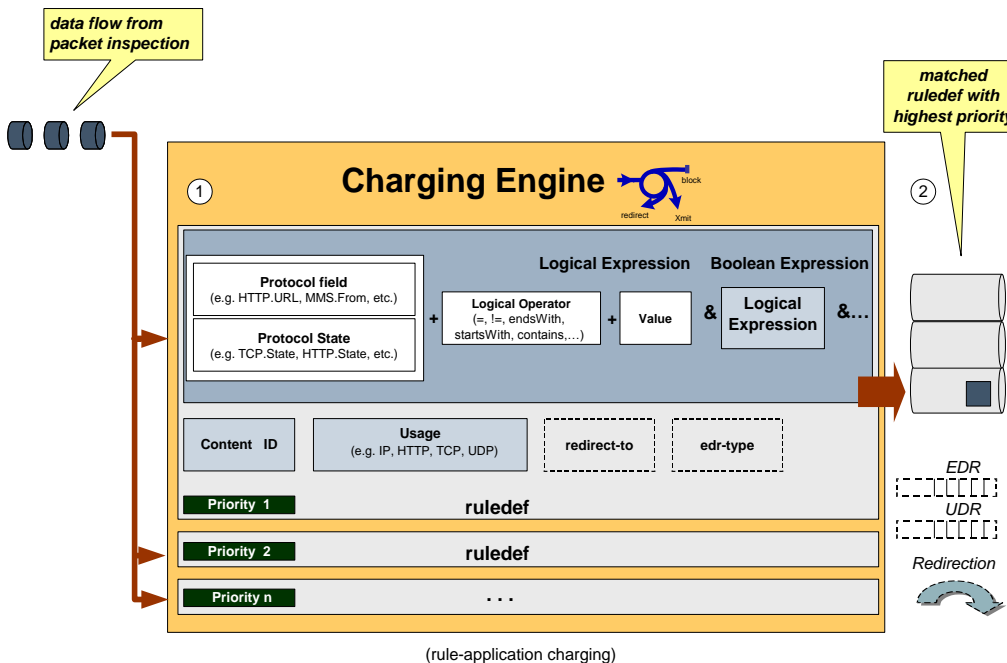 data flow from
packet inspection
matched
ruledef with
highest priority
1
Charging Engine
block
redirect
Xmit
2
Logical Expression
Boolean Expression
Protocol field
(e.g. HTTP.URL, MMS.From, etc.)
Protocol State
(e.g. TCP.State, HTTP.State, etc.)
+
Logical Operator
(=, !=, endsWith,
startsWith, contains,…)
+
Value
&
Logical
Expression
&…
Content ID
Usage
(e.g. IP, HTTP, TCP, UDP)
redirect-to
edr-type
Priority 1
ruledef
Priority 2
ruledef
Priority n
. . .
EDR
UDR
Redirection
(rule-application charging)